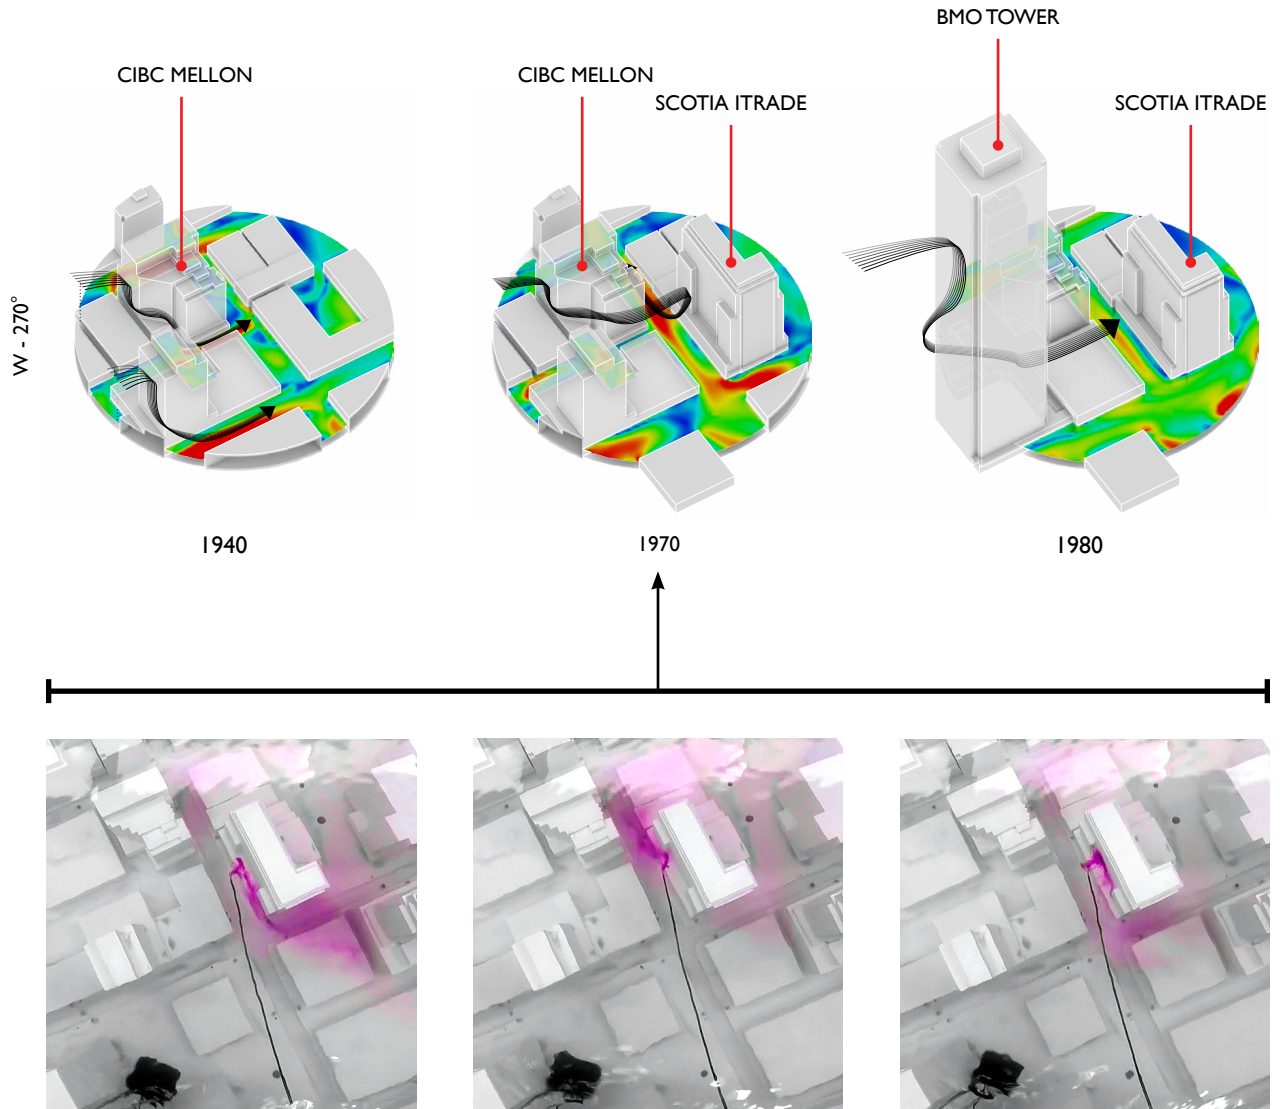 BMO TOWER
CIBC MELLON
CIBC MELLON
SCOTIA ITRADE
SCOTIA ITRADE
W - 270°
1940
1970
1980